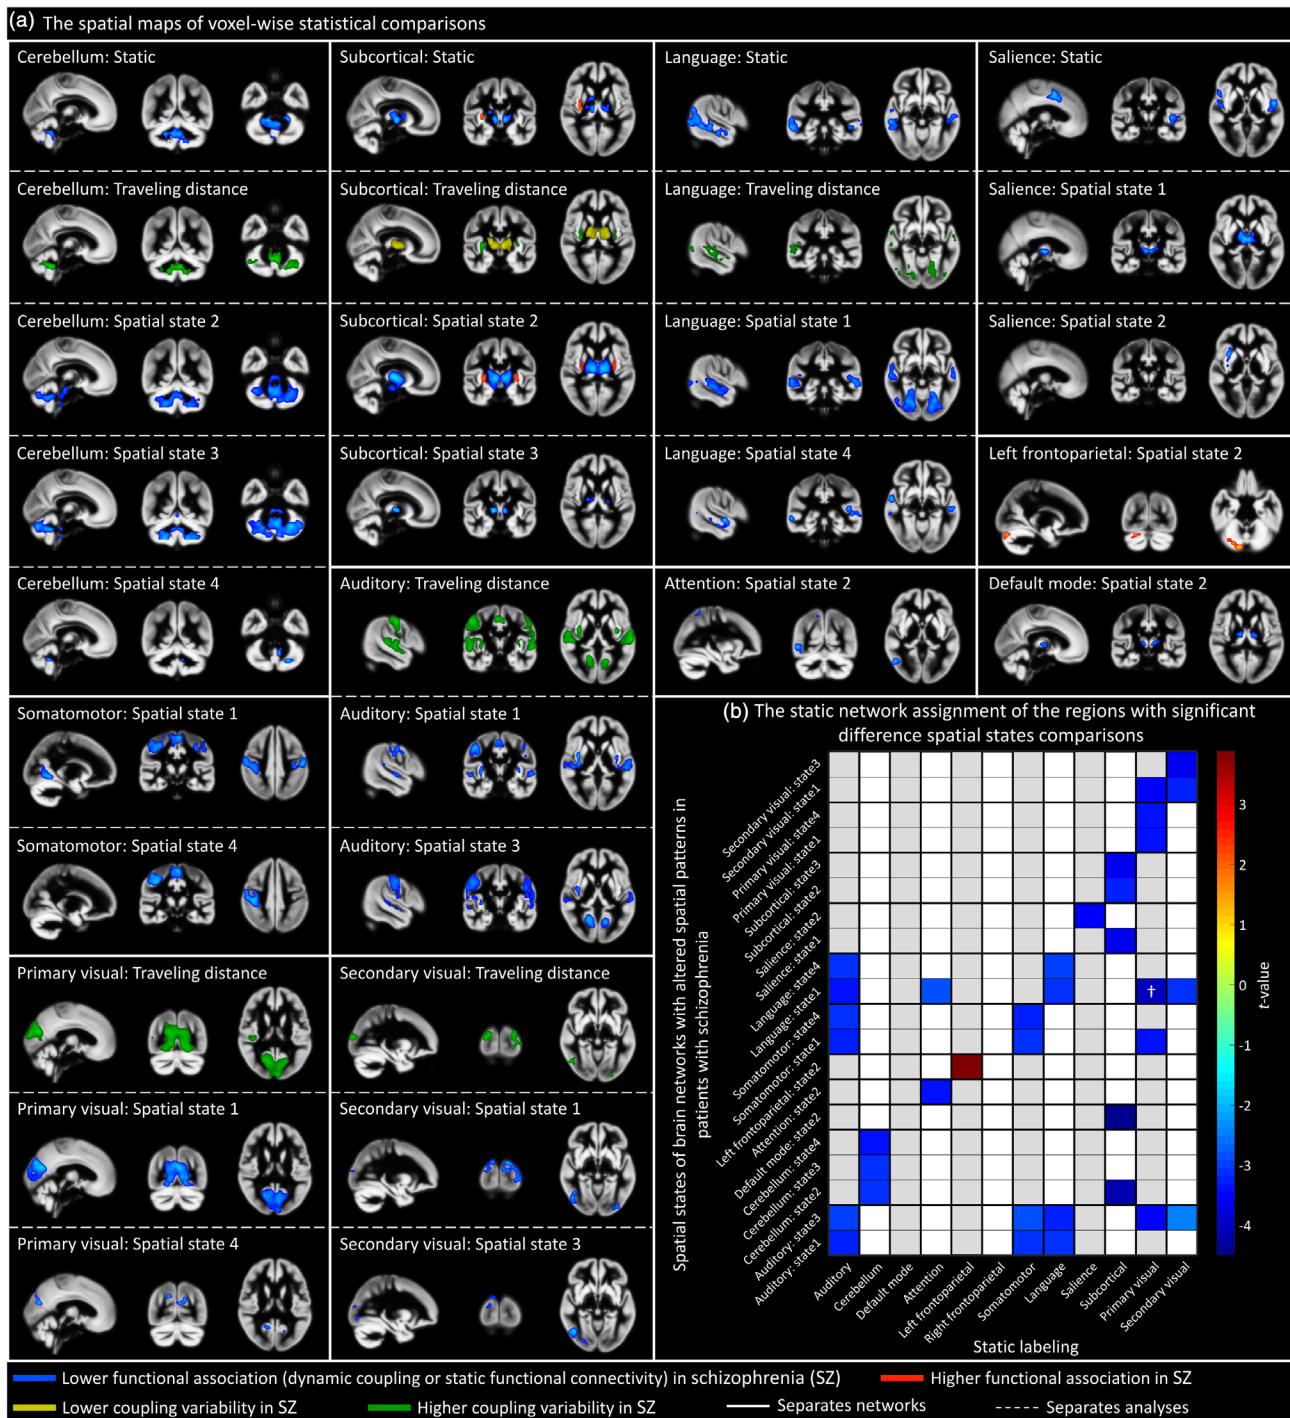 (a) The spatial maps of voxel-wise statistical comparisons
Cerebellum: Static
Subcortical: Static
Language: Static
Salience: Static
Cerebellum: Traveling distance
Subcortical: Traveling distance
Language: Traveling distance
Salience: Spatial state 1
Cerebellum: Spatial state 2
Subcortical: Spatial state 2
Language: Spatial state 1
Salience: Spatial state 2
Cerebellum: Spatial state 3
Subcortical: Spatial state 3
Language: Spatial state 4
Left frontoparietal: Spatial state 2
Cerebellum: Spatial state 4
Auditory: Traveling distance
Attention: Spatial state 2
Default mode: Spatial state 2
Somatomotor: Spatial state 1
Auditory: Spatial state 1
Somatomotor: Spatial state 4
Auditory: Spatial state 3
Primary visual: Traveling distance
Secondary visual: Traveling distance
Primary visual: Spatial state 1
Secondary visual: Spatial state 1
Primary visual: Spatial state 4
Secondary visual: Spatial state 3
(b) The static network assignment of the regions with significant
difference spatial states comparisons
Spatial states of brain networks with altered spatial patterns in
patients with schizophrenia
Secondary visual: state3
Secondary visual: state1
Primary visual: state4
Primary visual: state1
Subcortical: state3
Subcortical: state2
Salience: state2
Salience: state1
Language: state4
Language: state1
Somatomotor: state4
Somatomotor: state1
Left frontoparietal: state2
Attention: state2
Default mode: state2
Cerebellum: state4
Cerebellum: state3
Cerebellum: state2
Auditory: state3
Auditory: state1
†
Auditory
Cerebellum
Default mode
Attention
Left frontoparietal
Right frontoparietal
Somatomotor
Language
Salience
Subcortical
Primary visual
Secondary visual
Static labeling
3
2
1
0
-1
-2
-3
-4
t-value
Lower functional association (dynamic coupling or static functional connectivity) in schizophrenia (SZ)
Higher functional association in SZ
Lower coupling variability in SZ
Higher coupling variability in SZ
Separates networks
Separates analyses